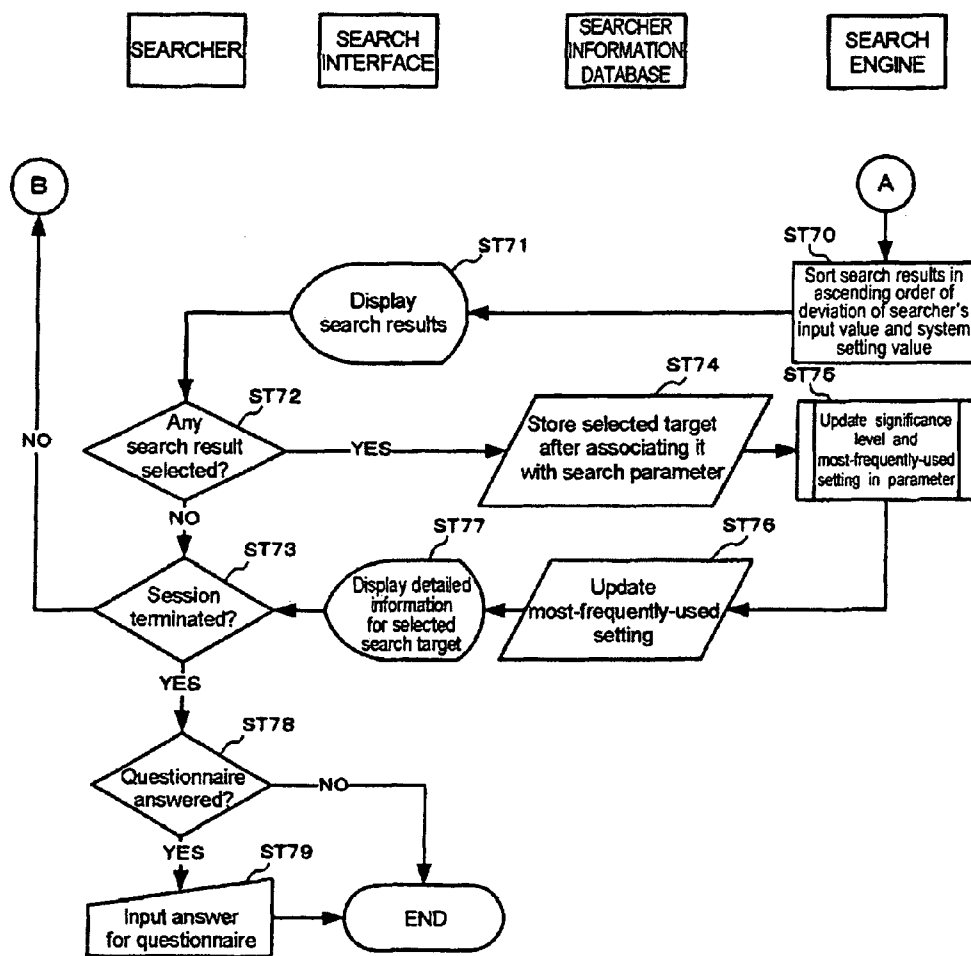 SEARCHER
SEARCH
INTERFACE
SEARCHER
INFORMATION
DATABASE
SEARCH
ENGINE
B
A
ST70
Sort search results in
ascending order of
deviation of searcher's
input value and system
setting value
ST71
Display
search results
ST72
Any
search result
selected?
YES
NO
NO
ST74
Store selected target
after associating it
with search parameter
ST75
Update significance
level and
most-frequently-used
setting in parameter
ST73
Session
terminated?
ST77
Display detailed
information
for selected
search target
ST76
Update
most-frequently-used
setting
YES
ST78
Questionnaire
answered?
NO
YES
ST79
Input answer
for questionnaire
END